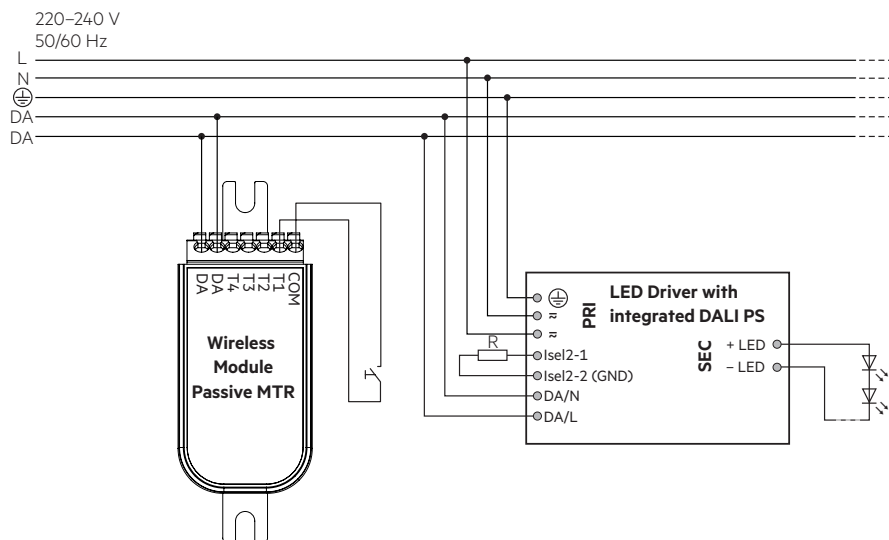 220–240 V
50/60 Hz
L
N
DA
DA
DA
DA
T4
T3
T2
T1
COM
Wireless
Module
Passive MTR
PRI
LED Driver with
integrated DALI PS
R
Isel2-1
Isel2-2 (GND)
DA/N
DA/L
SEC
+ LED
– LED